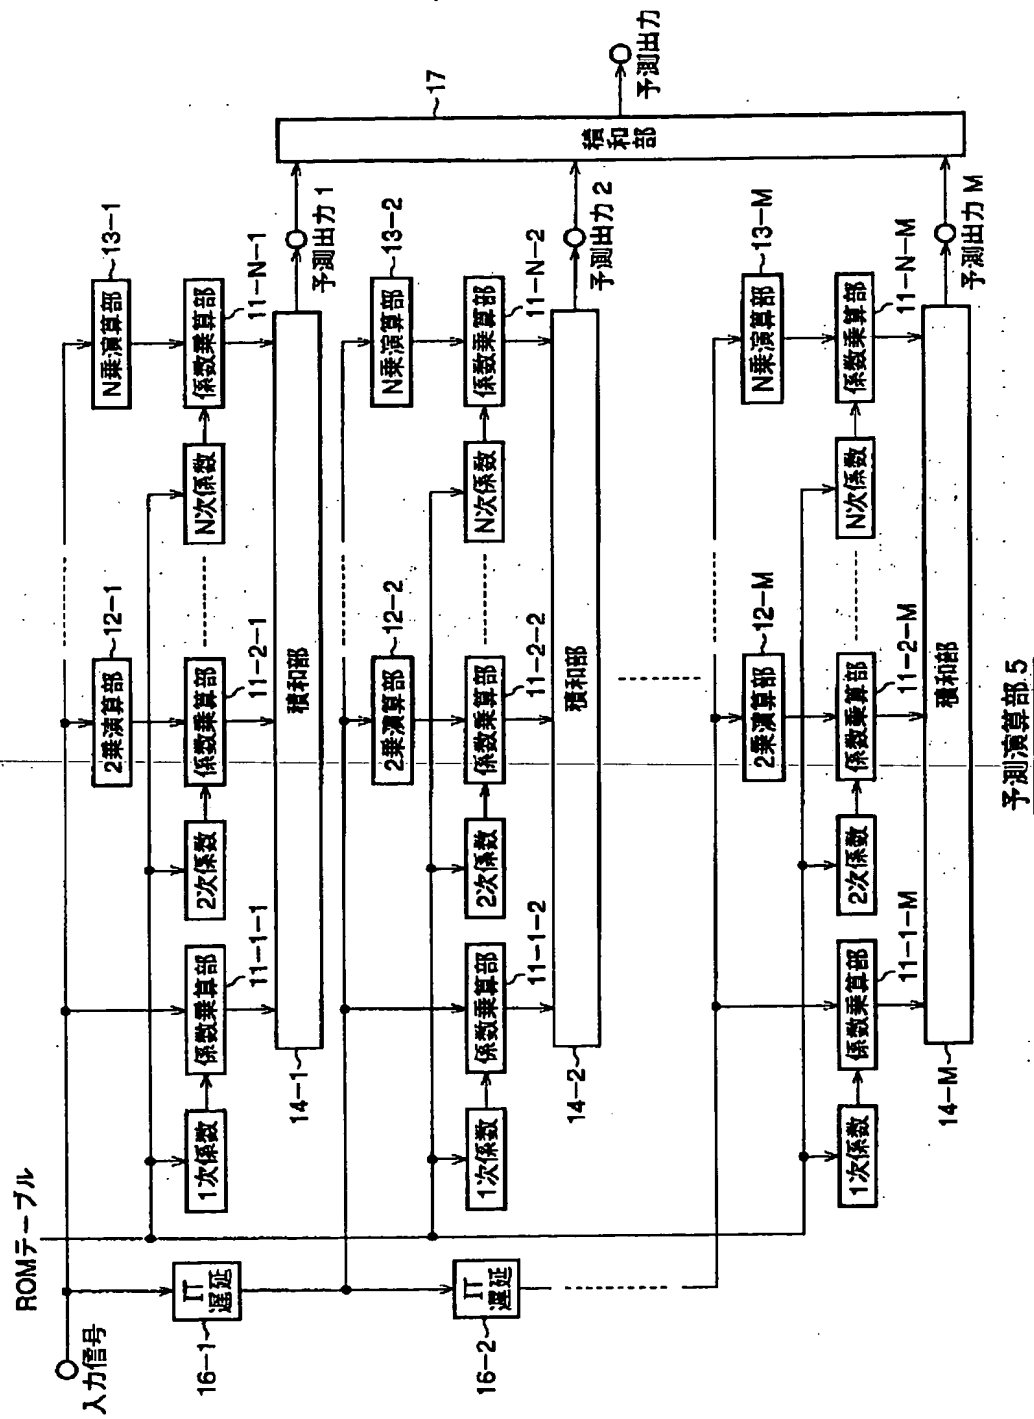 ROMテーブル
入力信号
2乗演算部
12-1
N乗演算部
13-1
1次係数
係数乗算部
11-1-1
2次係数
係数乗算部
11-2-1
N次係数
係数乗算部
11-N-1
14-1
積和部
予測出力1
IT
遅延
16-1
2乗演算部
12-2
N乗演算部
13-2
1次係数
係数乗算部
11-1-2
2次係数
係数乗算部
11-2-2
N次係数
係数乗算部
11-N-2
14-2
積和部
予測出力2
IT
遅延
16-2
2乗演算部
12-M
N乗演算部
13-M
1次係数
係数乗算部
11-1-M
2次係数
係数乗算部
11-2-M
N次係数
係数乗算部
11-N-M
14-M
積和部
予測出力M
17
積和部
予測出力
予測演算部5